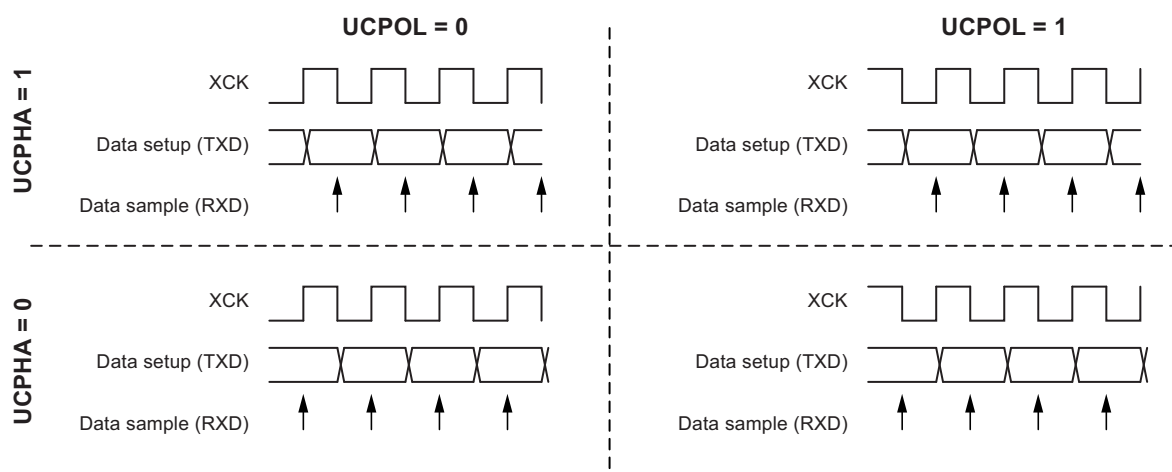 UCPOL = 0
UCPOL = 1
UCPHA = 1
XCK
Data setup (TXD)
Data sample (RXD)
XCK
Data setup (TXD)
Data sample (RXD)
UCPHA = 0
XCK
Data setup (TXD)
Data sample (RXD)
XCK
Data setup (TXD)
Data sample (RXD)